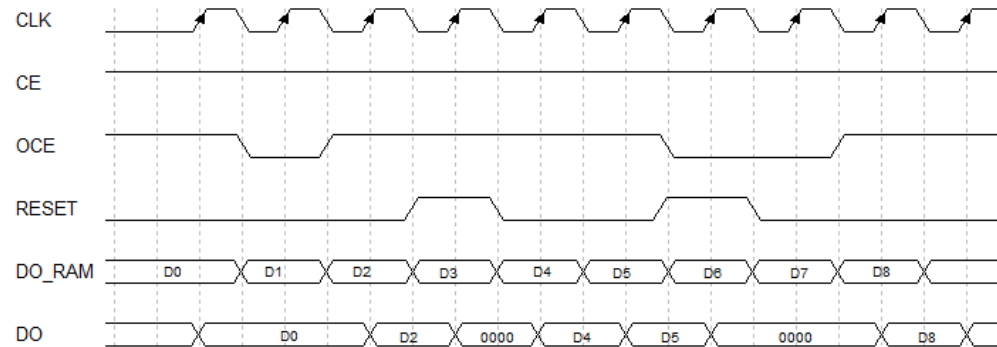 CLK
CE
OCE
RESET
DO_RAM D0 D1 D2 D3 D4 D5 D6 D7 D8
DO D0 D2 0000 D4 D5 0000 D8